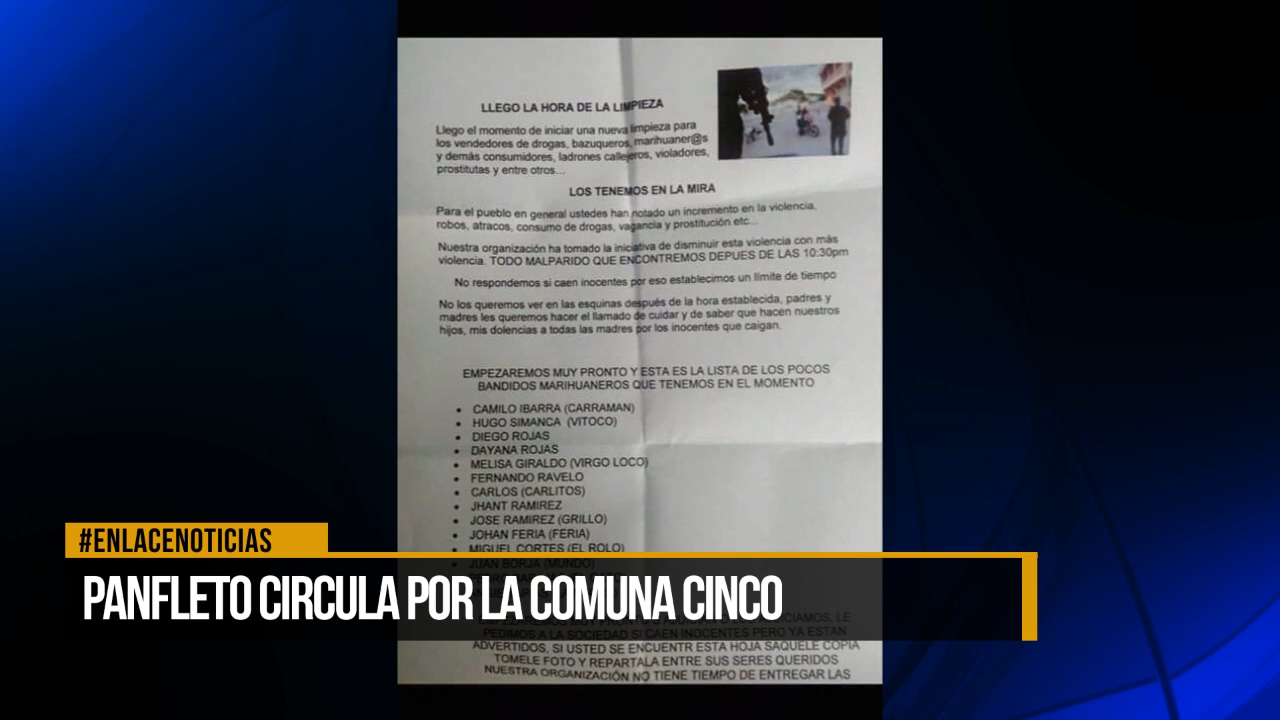 LLEGO LA HORA DE LA LIMPIEZA
Llego el momento de iniciar una nueva limpieza para
los vendedores de drogas, bazuqueros, marihuaner@s
y demás consumidores, ladrones callejeros, violadores,
prostitutas y entre otros...
LOS TENEMOS EN LA MIRA
Para el pueblo en general ustedes han notado un incremento en la violencia,
robos, atracos, consumo de drogas, vagancia y prostitución etc...
Nuestra organización ha tomado la iniciativa de disminuir esta violencia con más
violencia. TODO MALPARIDO QUE ENCONTREMOS DEPUES DE LAS 10:30pm
No respondemos si caen inocentes por eso establecimos un límite de tiempo
No los queremos ver en las esquinas después de la hora establecida, padres y
madres les queremos hacer el llamado de cuidar y de saber que hacen nuestros
hijos, mis dolencias a todas las madres por los inocentes que caigan.
EMPEZAREMOS MUY PRONTO Y ESTA ES LA LISTA DE LOS POCOS
BANDIDOS MARIHUANEROS QUE TENEMOS EN EL MOMENTO
• CAMILO IBARRA (CARRAMAN)
• HUGO SIMANCA (VITOCO)
• DIEGO ROJAS
• DAYANA ROJAS
• MELISA GIRALDO (VIRGO LOCO)
• FERNANDO RAVELO
• CARLOS (CARLITOS)
• JHANT RAMIREZ
• JOSE RAMIREZ (GRILLO)
• JOHAN FERIA (FERIA)
• MIGUEL CORTES (EL ROLO)
• JUAN BORJA (MUNDO)
#ENLACENOTICIAS
PANFLETO CIRCULA POR LA COMUNA CINCO
EMPEZAREMOS MUY PRONTO LE
PEDIMOS A LA SOCIEDAD SI CAEN INOCENTES PERO YA ESTAN
ADVERTIDOS, SI USTED SE ENCUENTR ESTA HOJA SAQUELE COPIA
TOMELE FOTO Y REPARTALA ENTRE SUS SERES QUERIDOS
NUESTRA ORGANIZACIÓN NO TIENE TIEMPO DE ENTREGAR LAS